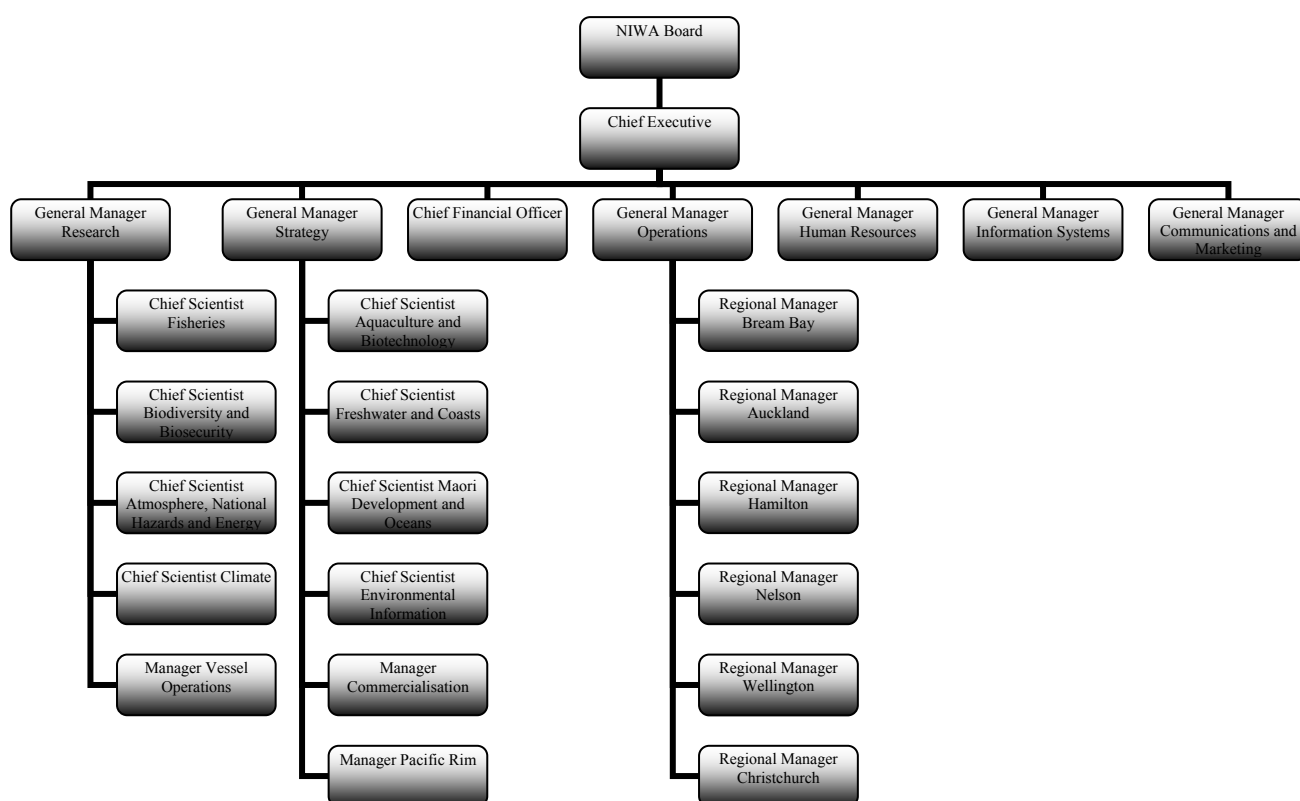 NIWA Board
Chief Executive
General Manager
Research
General Manager
Strategy
Chief Financial Officer
General Manager
Operations
General Manager
Human Resources
General Manager
Information Systems
General Manager
Communications and
Marketing
Chief Scientist
Fisheries
Chief Scientist
Biodiversity and
Biosecurity
Chief Scientist
Atmosphere, National
Hazards and Energy
Chief Scientist Climate
Manager Vessel
Operations
Chief Scientist
Aquaculture and
Biotechnology
Chief Scientist
Freshwater and Coasts
Chief Scientist Maori
Development and
Oceans
Chief Scientist
Environmental
Information
Manager
Commercialisation
Manager Pacific Rim
Regional Manager
Bream Bay
Regional Manager
Auckland
Regional Manager
Hamilton
Regional Manager
Nelson
Regional Manager
Wellington
Regional Manager
Christchurch